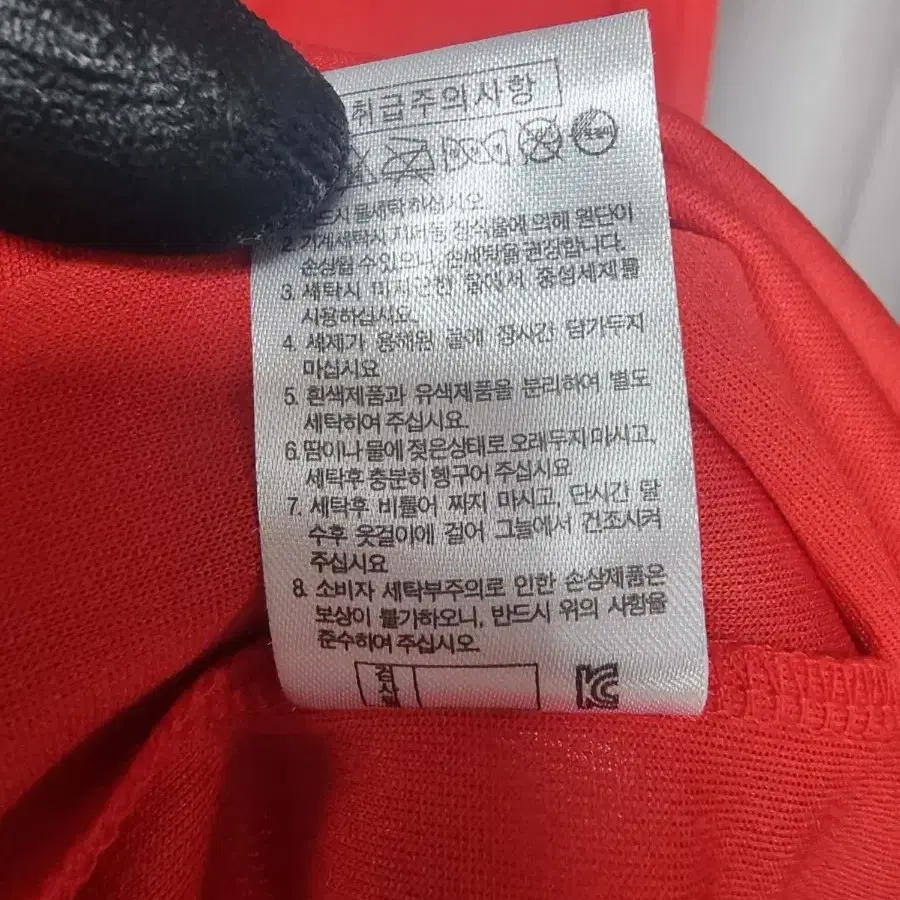 취급주의사항
드시 물세탁 하십시오.
2. 기계세탁시 지퍼등 장식물에 의해 원단이
손상될 수 있으니, 손세탁을 권장합니다.
3. 세탁시 미지근한 물에서 중성세제를
사용하십시요.
4. 세제가 용해된 물에 장시간 담가두지
마십시요
5. 흰색제품과 유색제품을 분리하여 별도
세탁하여 주십시요.
6. 땀이나 물에 젖은상태로 오래두지 마시고,
세탁후 충분히 헹구어 주십시요
7. 세탁후 비틀어 짜지 마시고, 단시간 탈
수후 옷걸이에 걸어 그늘에서 건조시켜
주십시요
8. 소비자 세탁부주의로 인한 손상제품은
보상이 불가하오니, 반드시 위의 사항을
준수하여 주십시오.